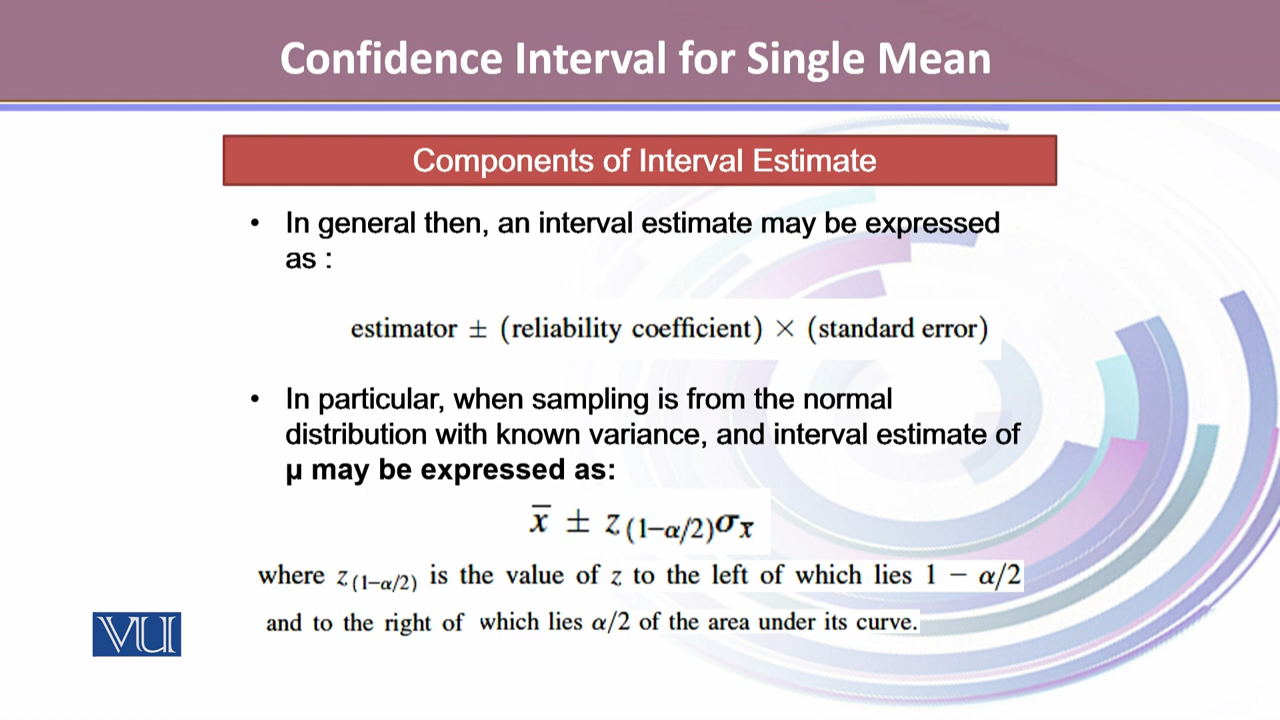 Confidence Interval for Single Mean
Components of Interval Estimate
• In general then, an interval estimate may be expressed
as :
estimator ± (reliability coefficient) × (standard error)
• In particular, when sampling is from the normal
distribution with known variance, and interval estimate of
µ may be expressed as:
x̅ ± z(1−α/2)σx̅
where z(1−α/2) is the value of z to the left of which lies 1 − α/2
and to the right of which lies α/2 of the area under its curve.
VU